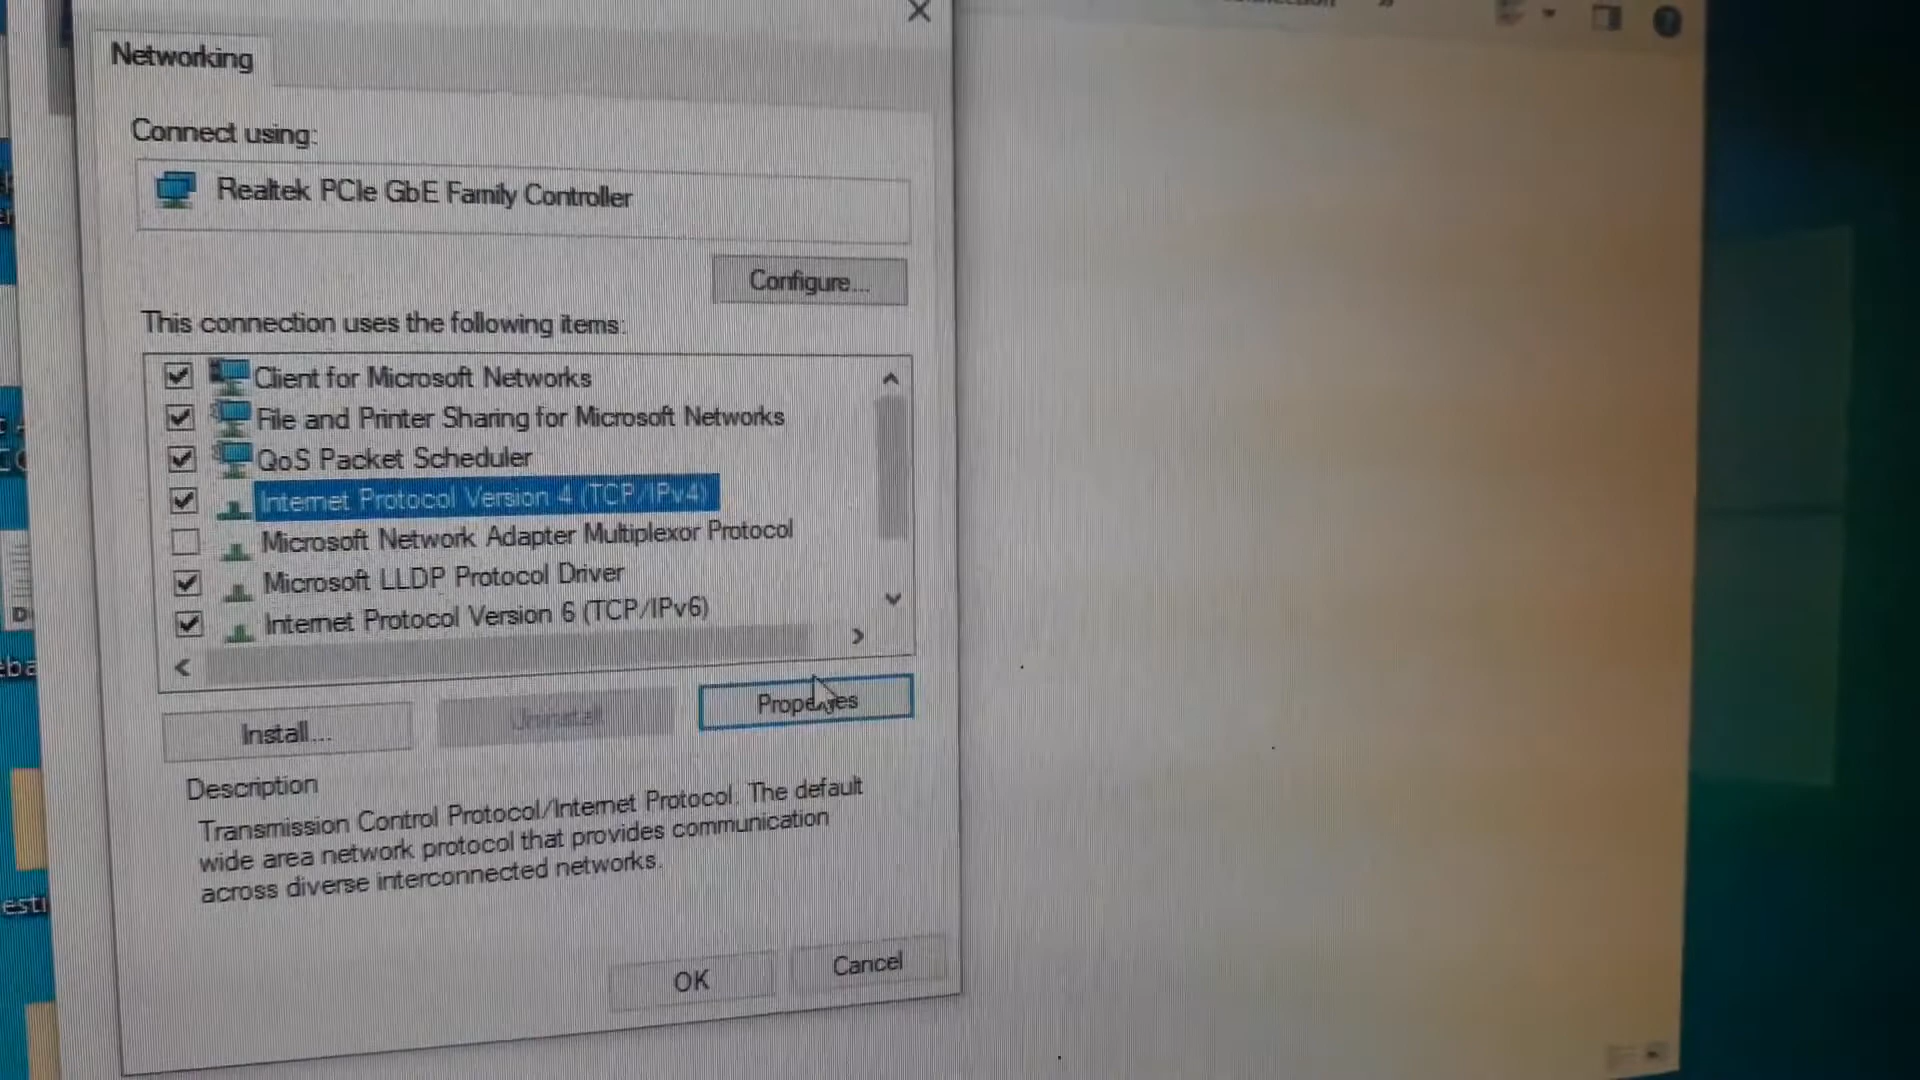 Networking
Connect using:
Realtek PCIe GbE Family Controller
Configure...
This connection uses the following items:
Client for Microsoft Networks
File and Printer Sharing for Microsoft Networks
QoS Packet Scheduler
Internet Protocol Version 4 (TCP/IPv4)
Microsoft Network Adapter Multiplexor Protocol
Microsoft LLDP Protocol Driver
Internet Protocol Version 6 (TCP/IPv6)
Install...
Uninstall
Properties
Description
Transmission Control Protocol/Internet Protocol. The default
wide area network protocol that provides communication
across diverse interconnected networks.
OK
Cancel